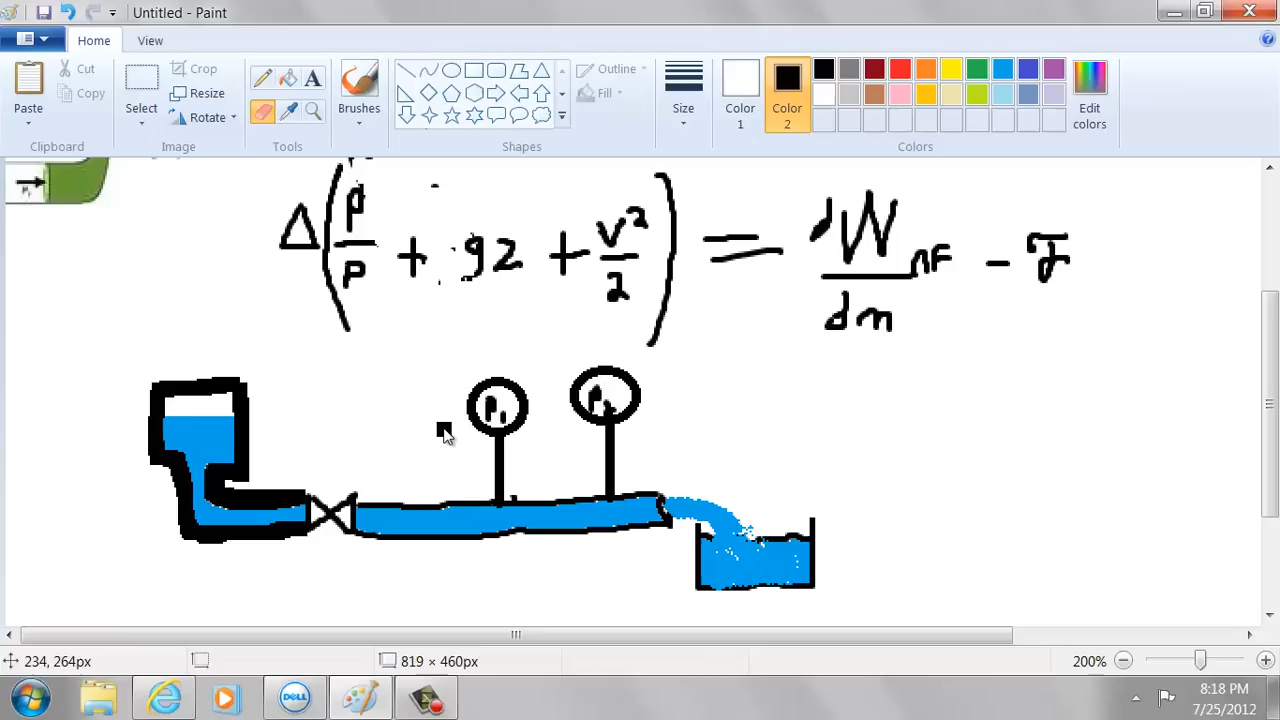 Untitled - Paint
Home View
Paste
Cut
Copy
Select
Crop
Resize
Rotate
A
Brushes
Outline
Fill
Size
Color 1
Color 2
Edit colors
Clipboard Image Tools Shapes Colors
Δ(P/P + gz + v²/2) = dW/dm nF - F
P1 P2
234, 264px
819 × 460px
200%
DELL
8:18 PM
7/25/2012